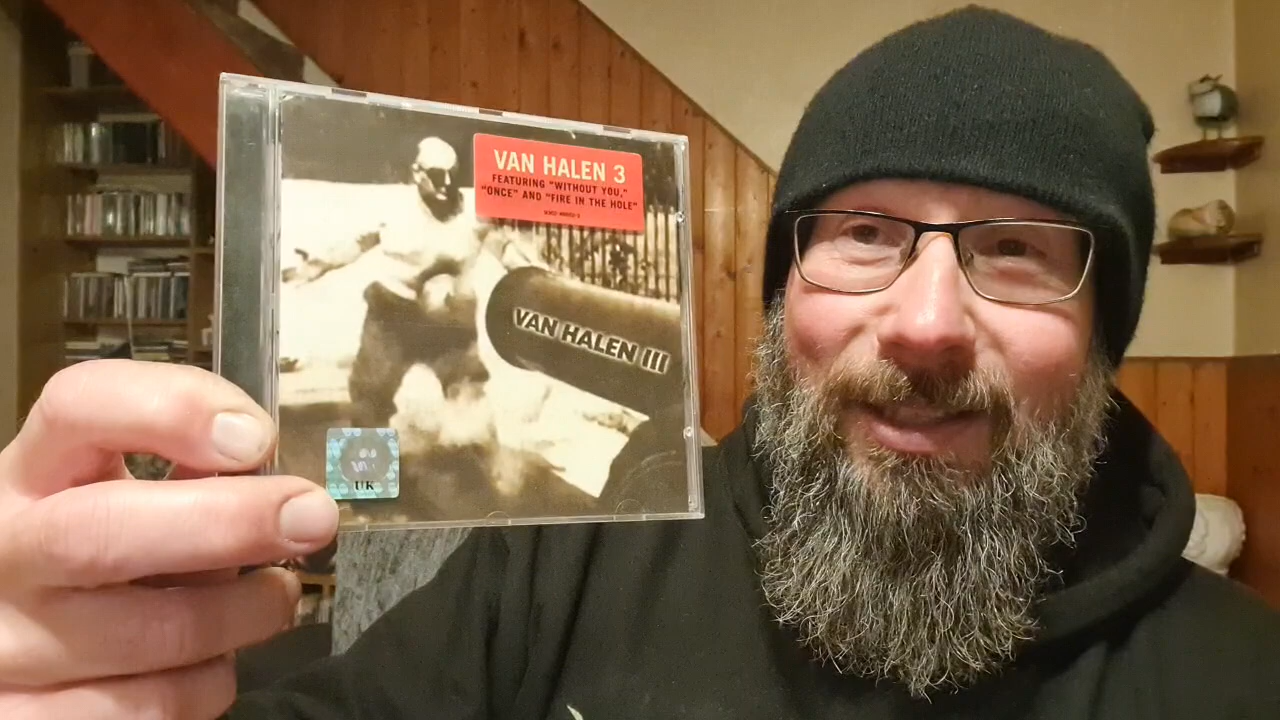 VAN HALEN 3
FEATURING "WITHOUT YOU,"
"ONCE" AND "FIRE IN THE HOLE"
VAN HALEN III
UK